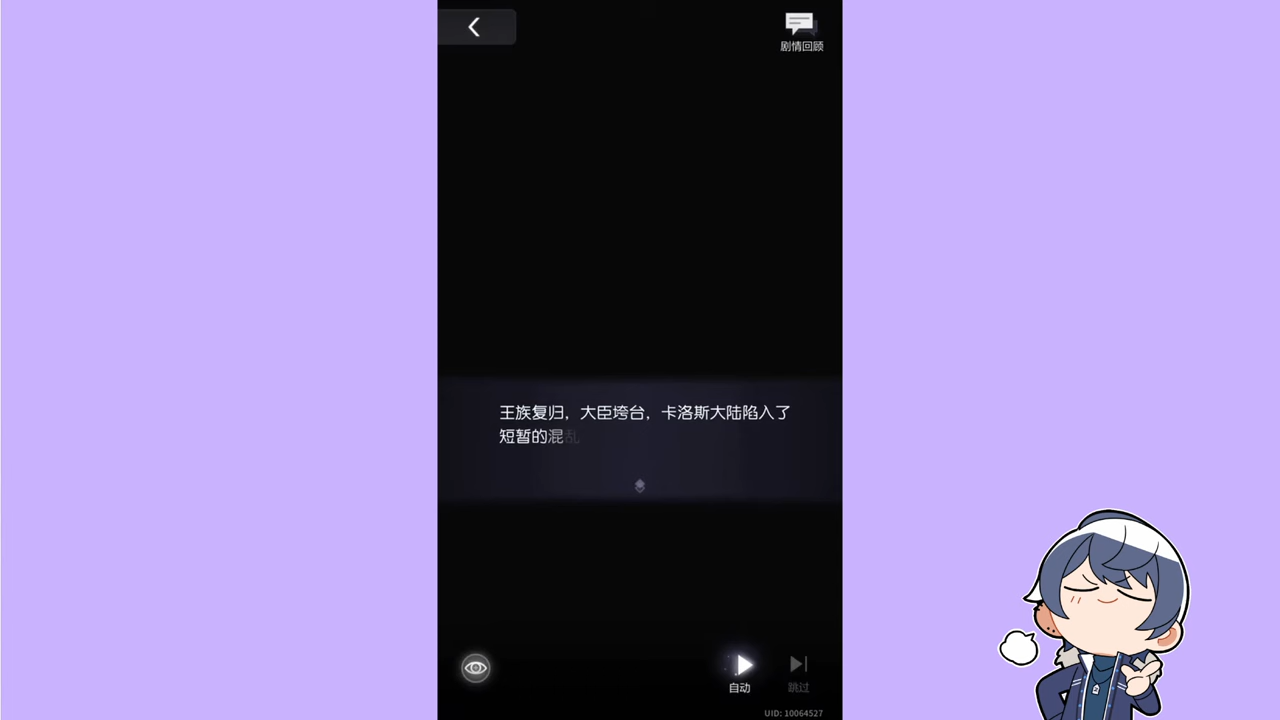 剧情回顾
王族复归，大臣垮台，卡洛斯大陆陷入了
短暂的混乱
自动
跳过
UID: 10064527